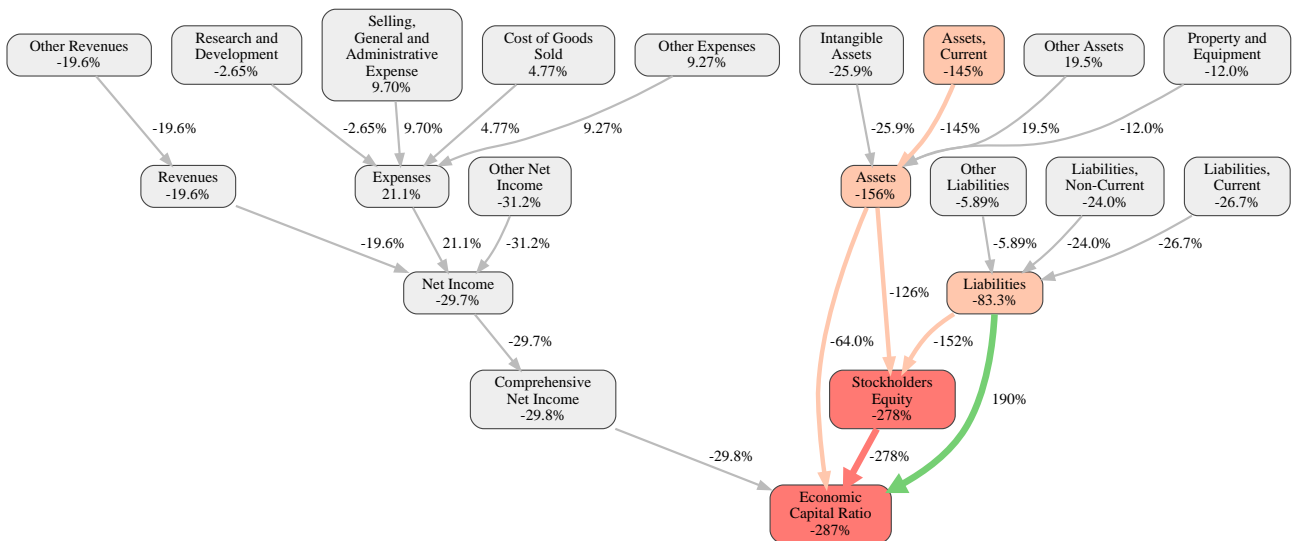 Other Revenues
-19.6%
Research and
Development
-2.65%
Selling,
General and
Administrative
Expense
9.70%
Cost of Goods
Sold
4.77%
Other Expenses
9.27%
Intangible
Assets
-25.9%
Assets,
Current
-145%
Other Assets
19.5%
Property and
Equipment
-12.0%
-19.6%
-2.65%
9.70%
4.77%
9.27%
-25.9%
-145%
19.5%
-12.0%
Revenues
-19.6%
Expenses
21.1%
Other Net
Income
-31.2%
Assets
-156%
Other
Liabilities
-5.89%
Liabilities,
Non-Current
-24.0%
Liabilities,
Current
-26.7%
-19.6%
21.1%
-31.2%
-5.89%
-24.0%
-26.7%
Net Income
-29.7%
-126%
Liabilities
-83.3%
-29.7%
-64.0%
-152%
Comprehensive
Net Income
-29.8%
Stockholders
Equity
-278%
190%
-29.8%
-278%
Economic
Capital Ratio
-287%